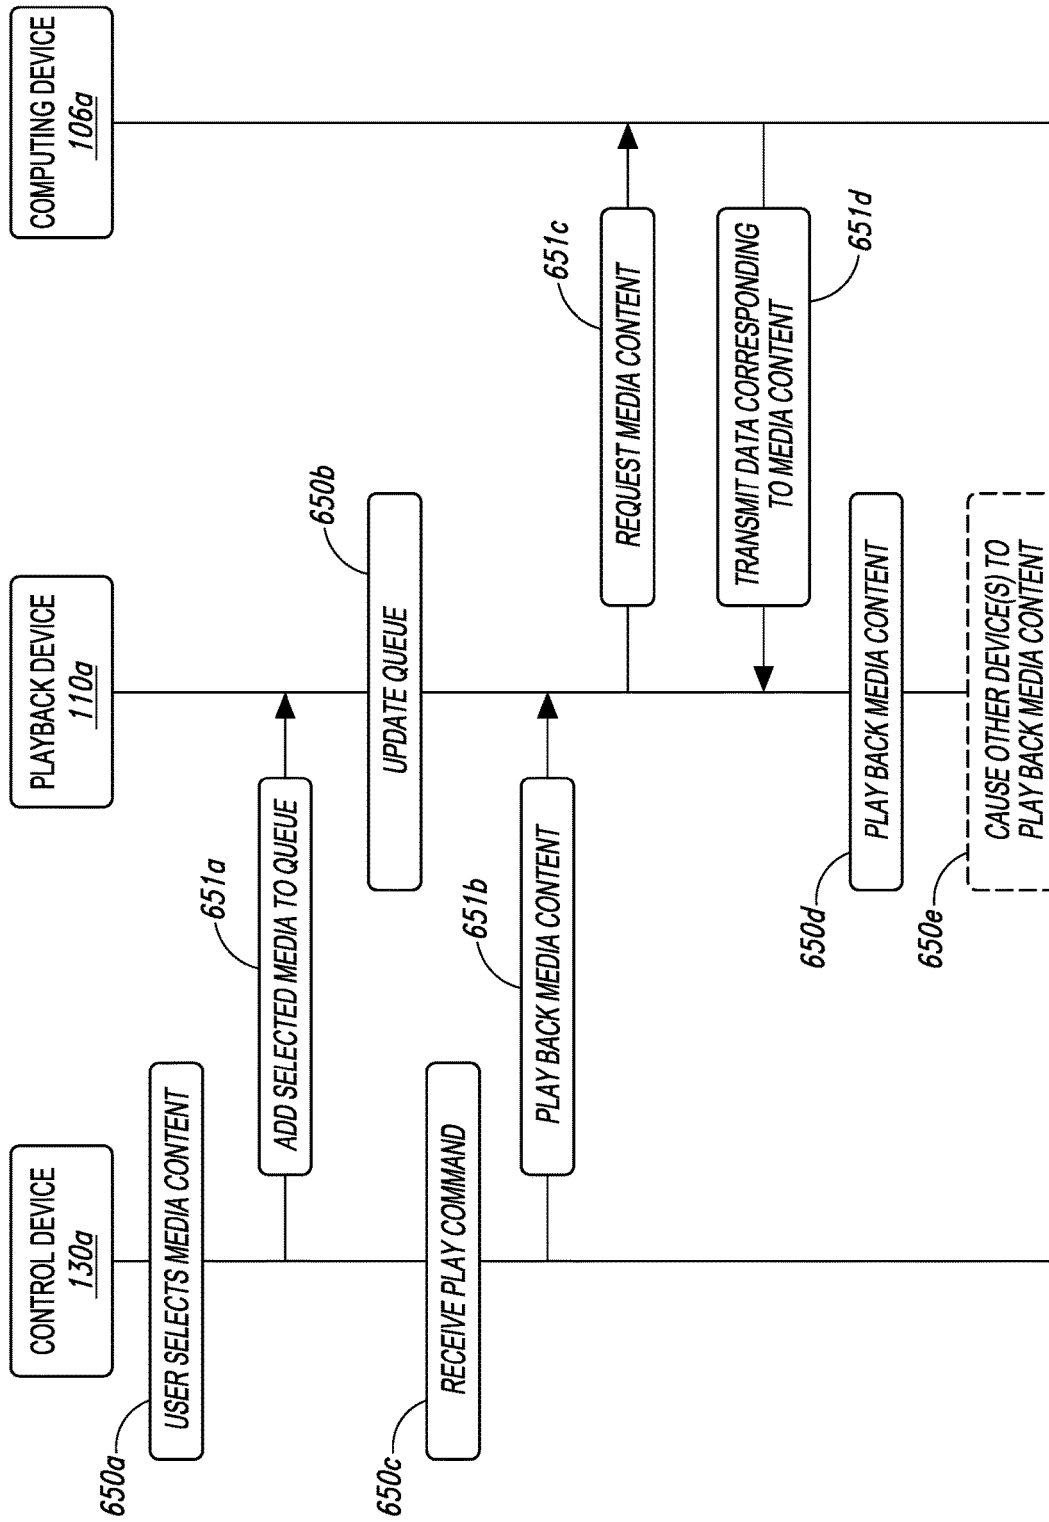 CONTROL DEVICE
130a
PLAYBACK DEVICE
110a
COMPUTING DEVICE
106a
650a
USER SELECTS MEDIA CONTENT
651a
ADD SELECTED MEDIA TO QUEUE
650b
UPDATE QUEUE
650c
RECEIVE PLAY COMMAND
651b
PLAY BACK MEDIA CONTENT
651c
REQUEST MEDIA CONTENT
651d
TRANSMIT DATA CORRESPONDING
TO MEDIA CONTENT
650d
PLAY BACK MEDIA CONTENT
650e
CAUSE OTHER DEVICE(S) TO
PLAY BACK MEDIA CONTENT